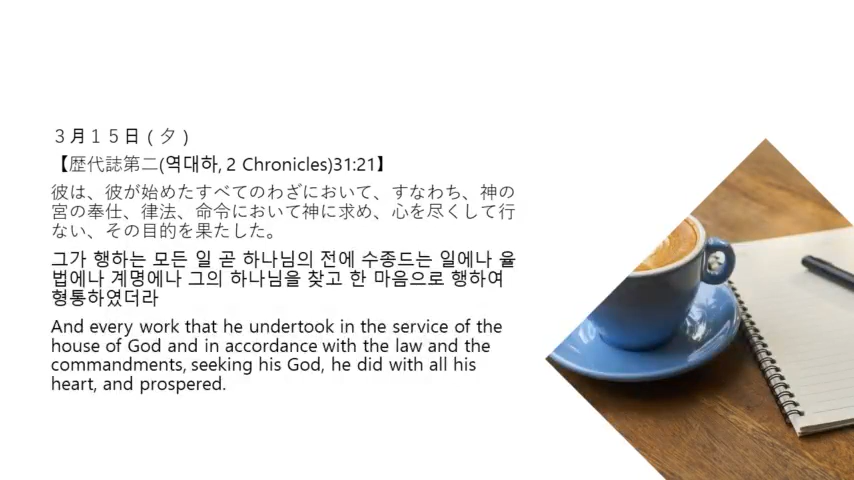 ３月１５日（夕）
【歴代誌第二(역대하, 2 Chronicles)31:21】
彼は、彼が始めたすべてのわざにおいて、すなわち、神の
宮の奉仕、律法、命令において神に求め、心を尽くして行
ない、その目的を果たした。
그가 행하는 모든 일 곧 하나님의 전에 수종드는 일에나 율
법에나 계명에나 그의 하나님을 찾고 한 마음으로 행하여
형통하였더라
And every work that he undertook in the service of the
house of God and in accordance with the law and the
commandments, seeking his God, he did with all his
heart, and prospered.